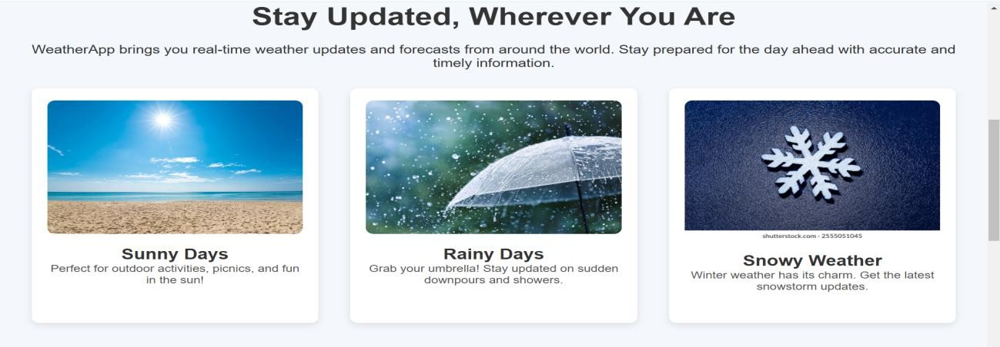 Stay Updated, Wherever You Are
WeatherApp brings you real-time weather updates and forecasts from around the world. Stay prepared for the day ahead with accurate and
timely information.
Sunny Days
Perfect for outdoor activities, picnics, and fun
in the sun!
Rainy Days
Grab your umbrella! Stay updated on sudden
downpours and showers.
shutterstock.com · 2555051045
Snowy Weather
Winter weather has its charm. Get the latest
snowstorm updates.